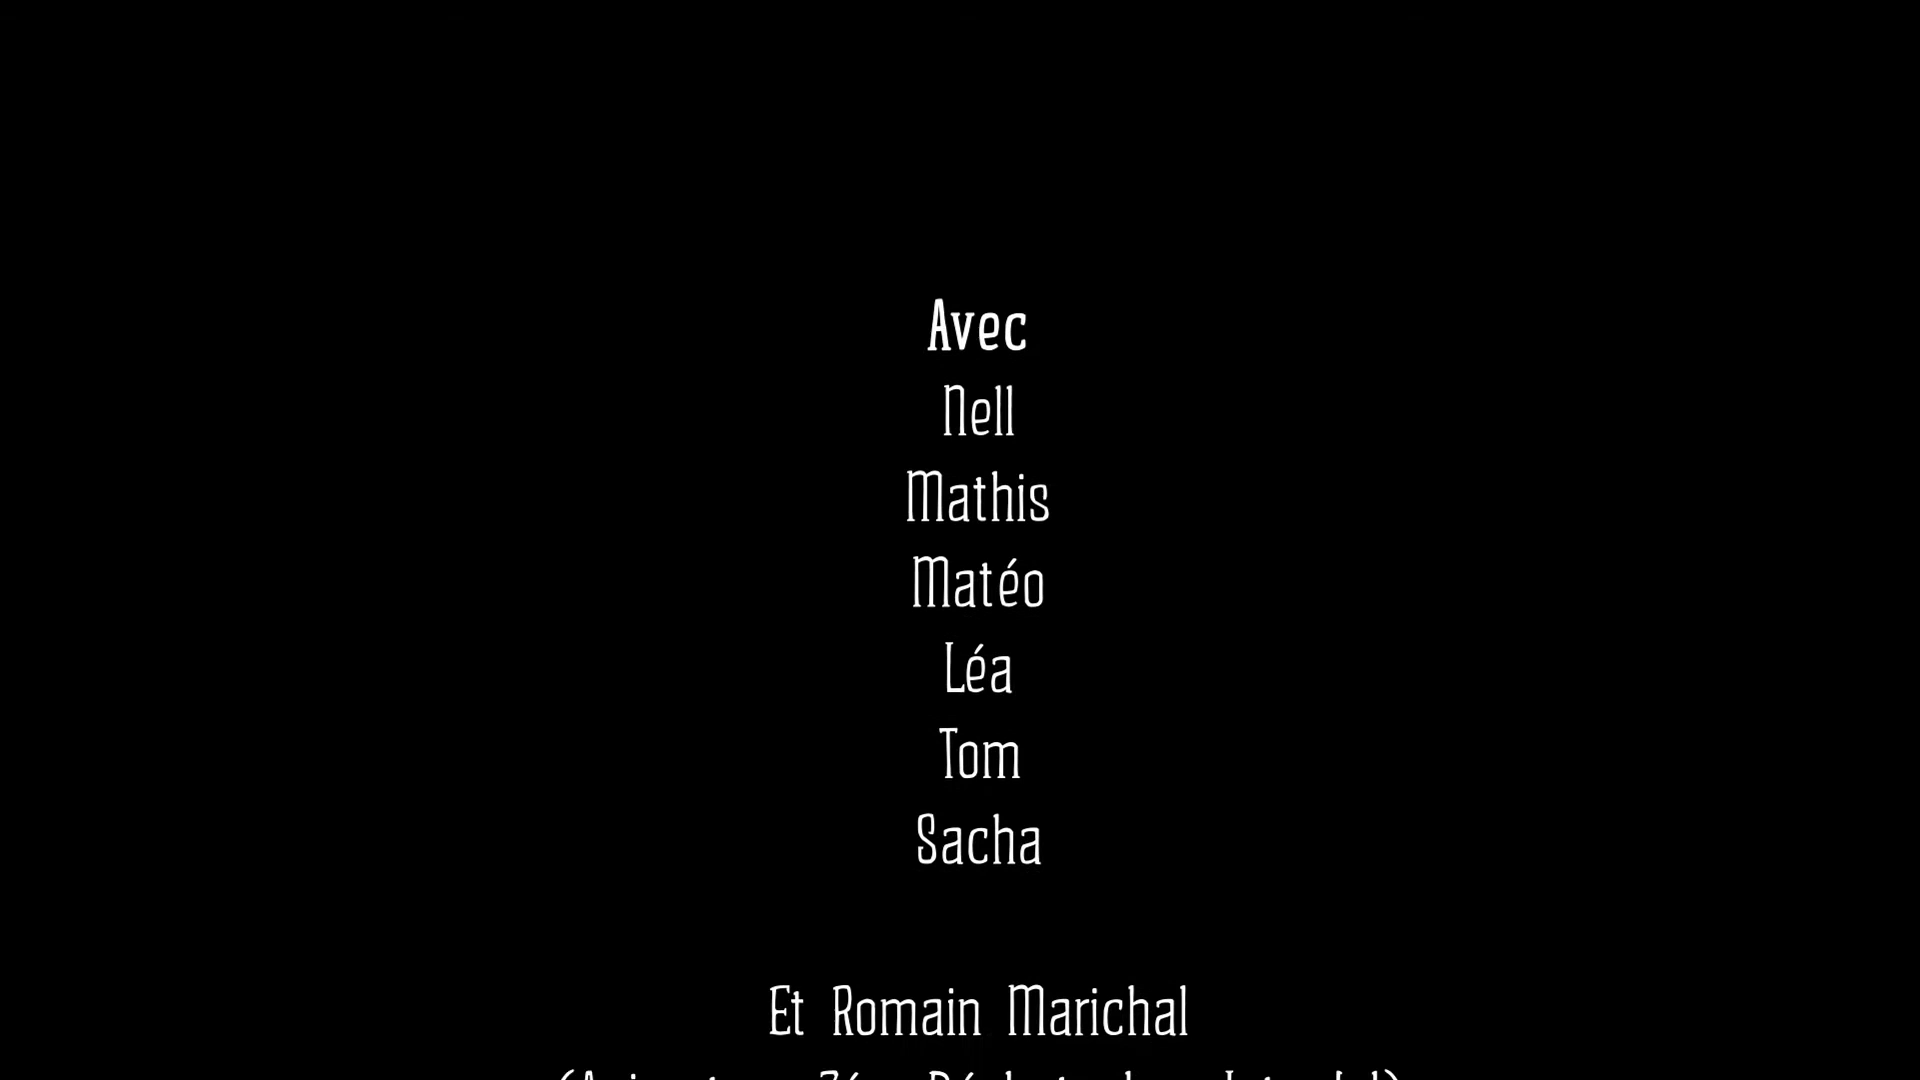 Avec
Nell
Mathis
Matéo
Léa
Tom
Sacha
Et Romain Marichal